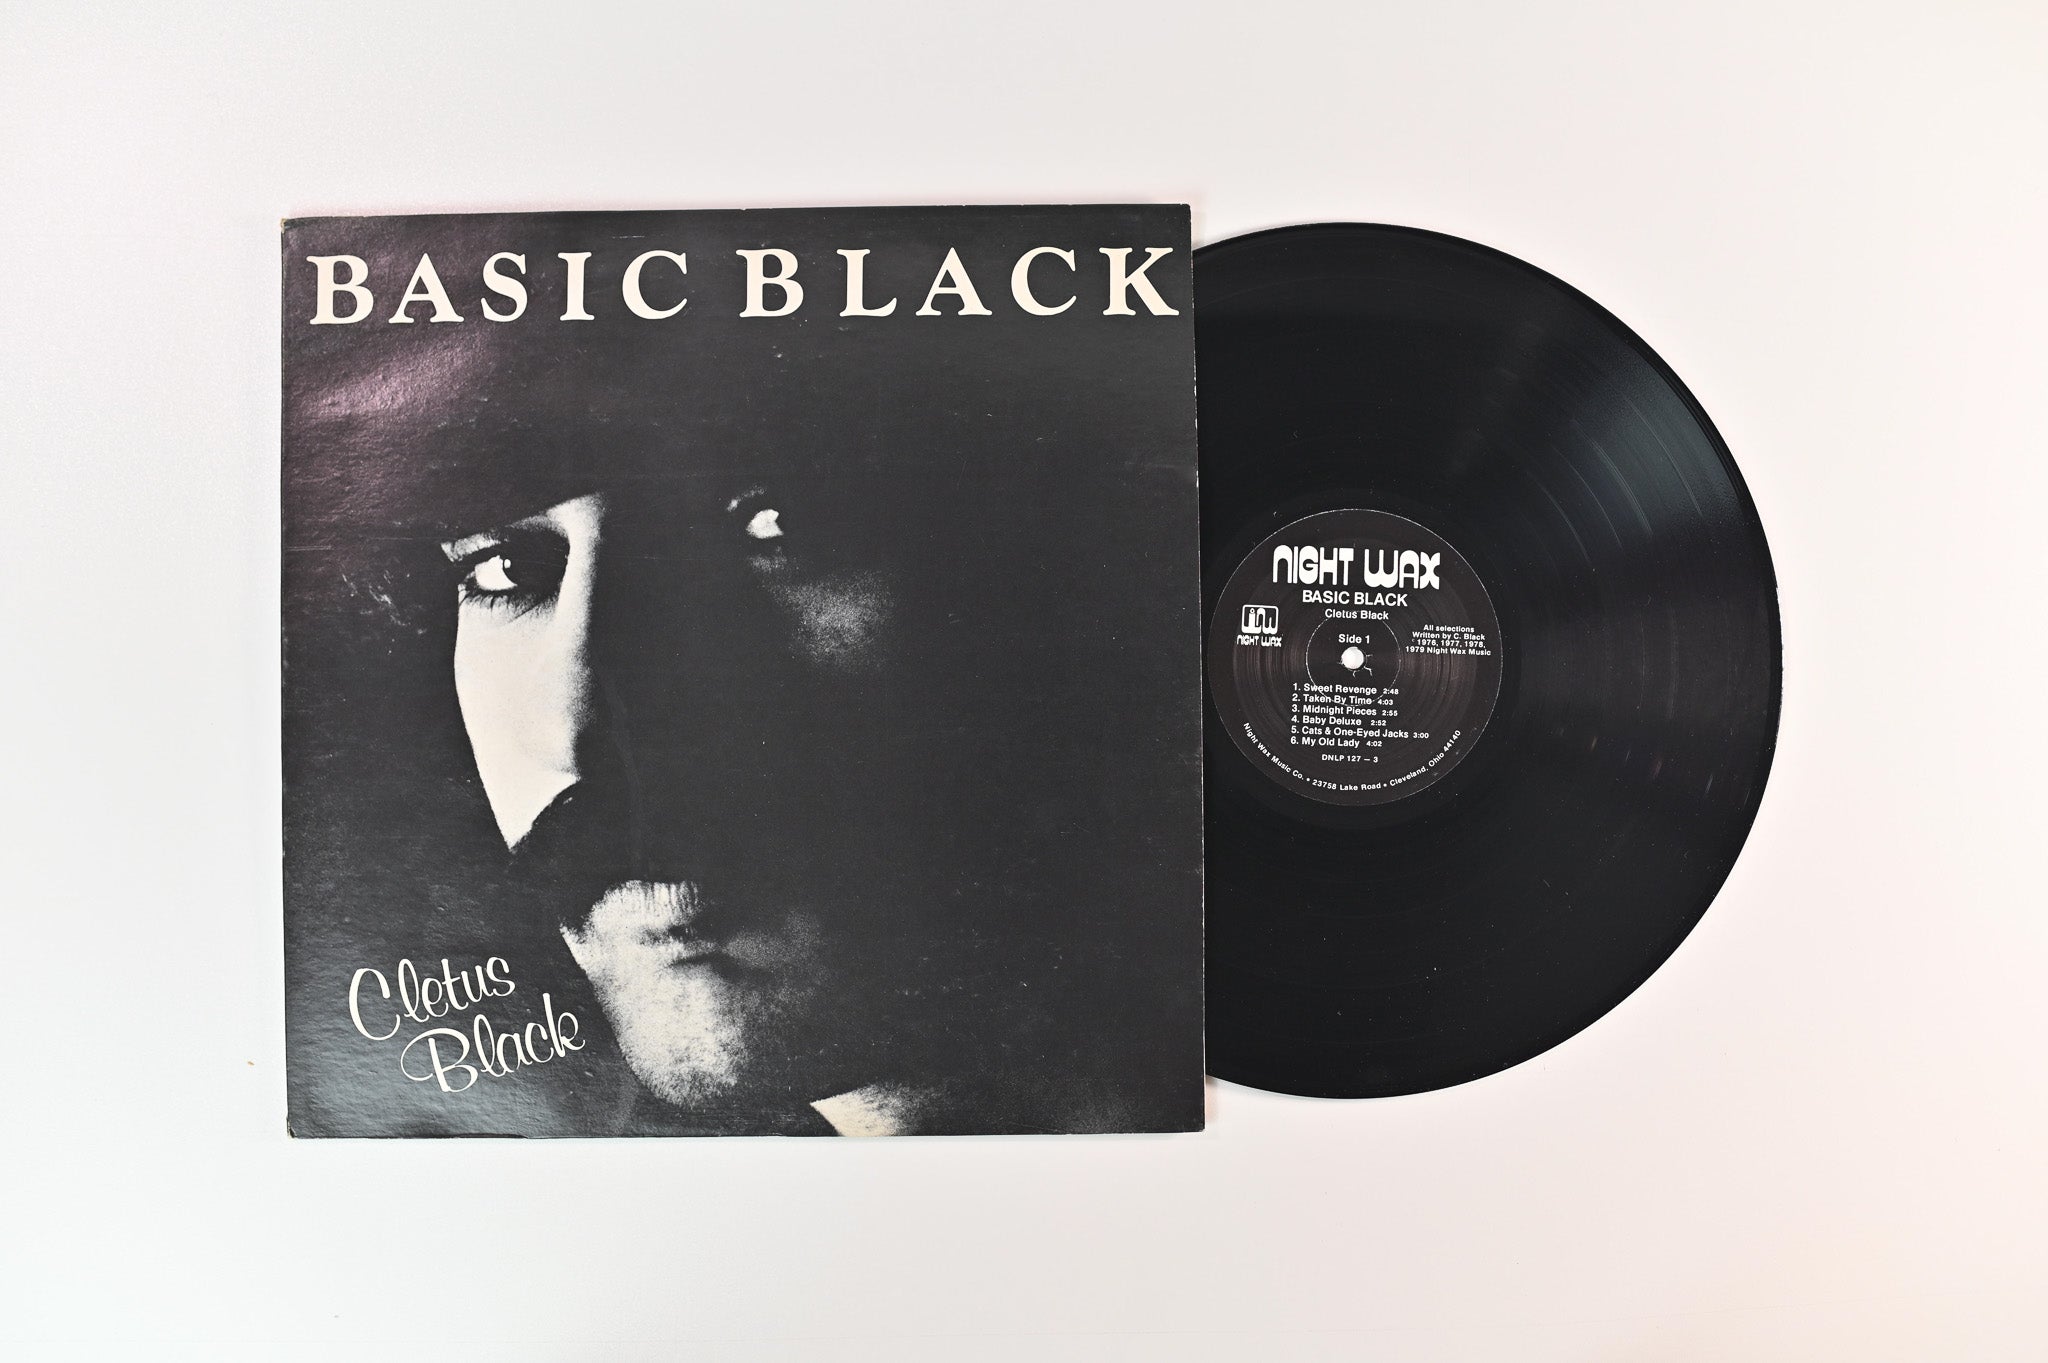 BASIC BLACK
Cletus
Black
NIGHT WAX
BASIC BLACK
Cletus Black
NIGHT WAX
Side 1
All selections
Written by C. Black
1976, 1977, 1978,
1979 Night Wax Music
1. Sweet Revenge 2:48
2. Taken By Time 4:03
3. Midnight Pieces 2:55
4. Baby Deluxe 2:52
5. Cats & One-Eyed Jacks 3:00
6. My Old Lady 4:02
DNLP 127 — 3
Night Wax Music Co. • 23758 Lake Road • Cleveland, Ohio 44140